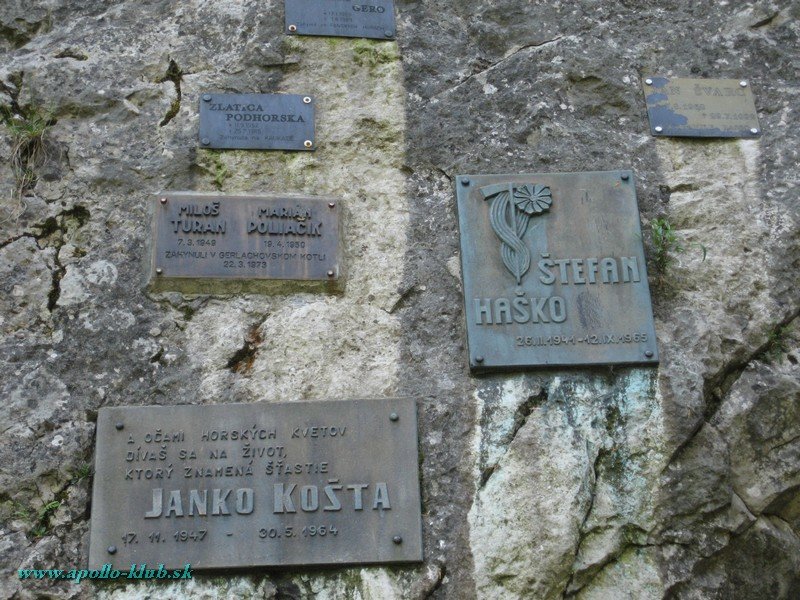 GERO
ZLATICA
PODHORSKÁ
MILOŠ
TURAN
7. 3. 1949
MARIÁN
POLIAČIK
19. 4. 1950
ZAHYNULI V GERLACHOVSKOM KOTLI
22. 3. 1973
ŠVARC
ŠTEFAN
HAŠKO
26.II.1941-12.IX.1965
A OČAMI HORSKÝCH KVETOV
DÍVAŠ SA NA ŽIVOT,
KTORÝ ZNAMENÁ ŠŤASTIE
JANKO KOŠTA
17. 11. 1947 - 30. 5. 1964
www.apollo-klub.sk